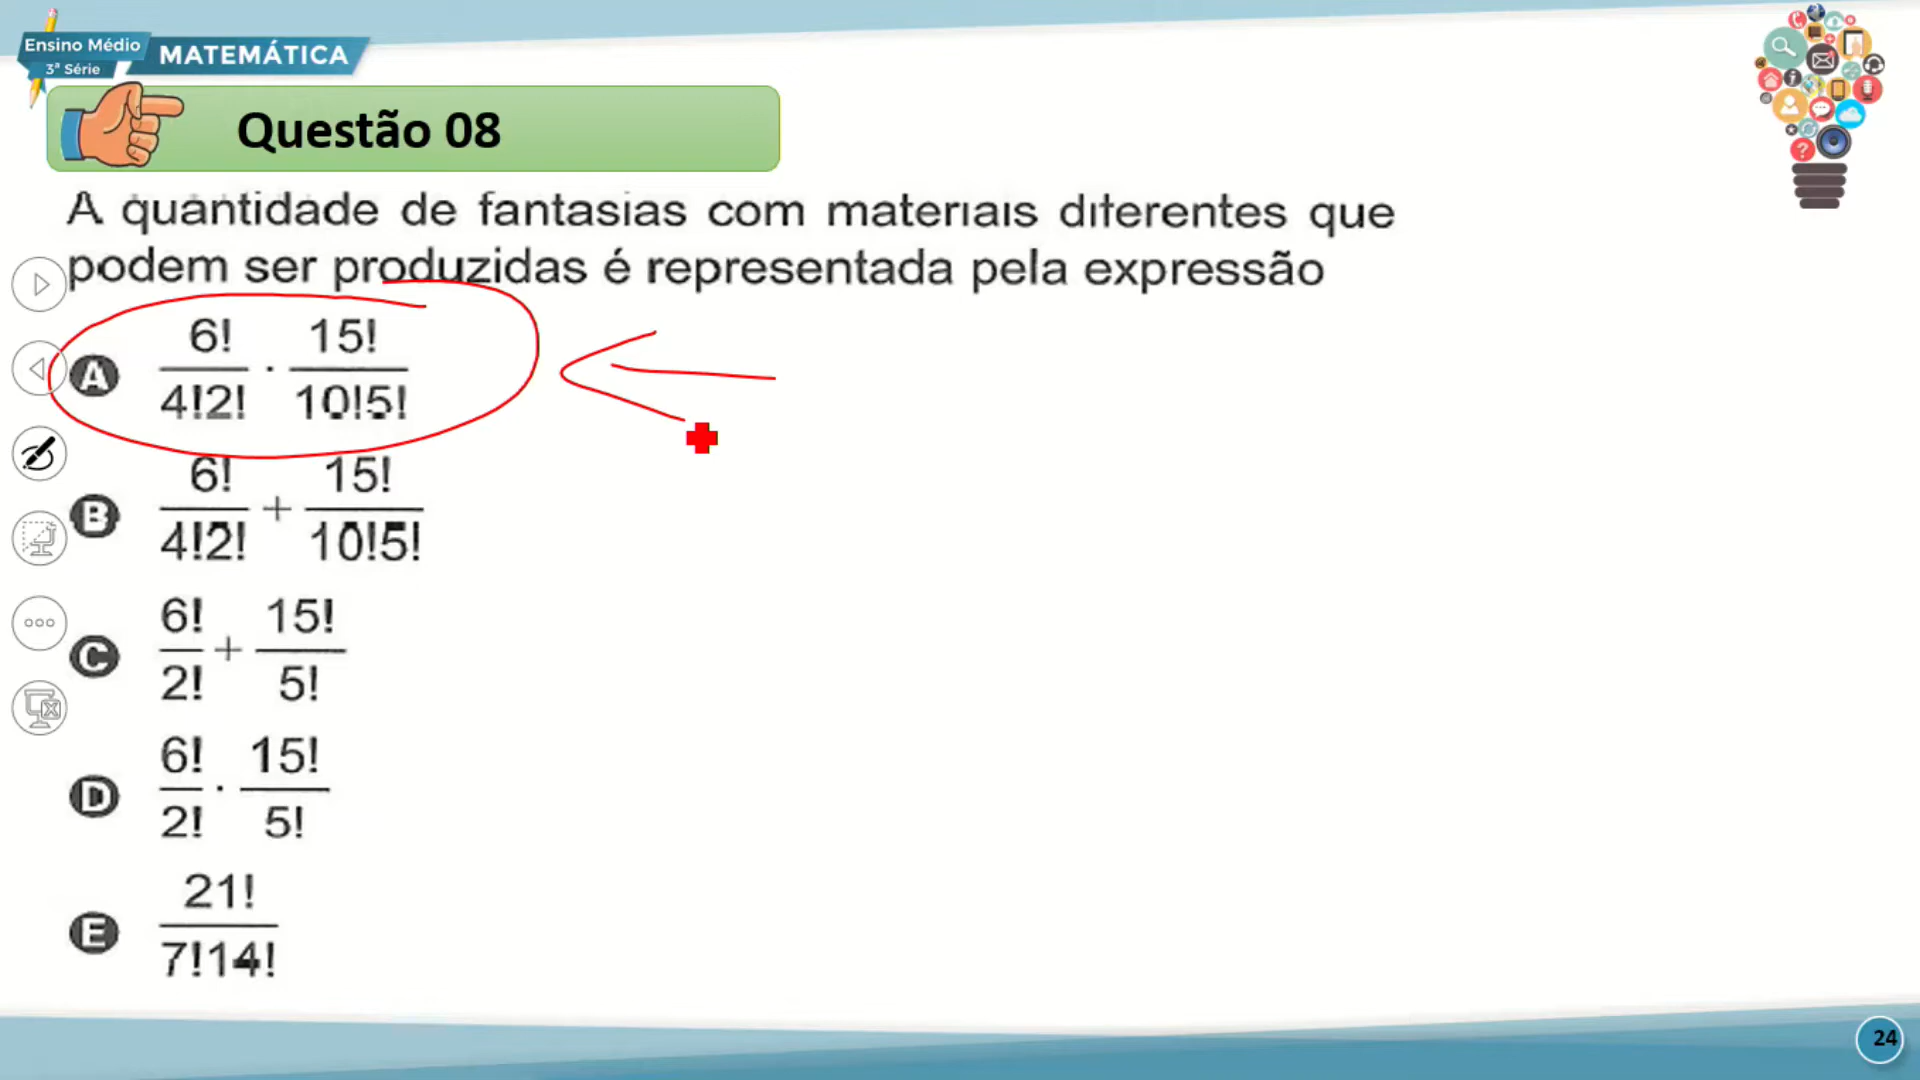 Ensino Médio
3ª Série
MATEMÁTICA
Questão 08
A quantidade de fantasias com materiais diferentes que
podem ser produzidas é representada pela expressão
A 6!/4!2! · 15!/10!5!
B 6!/4!2! + 15!/10!5!
C 6!/2! + 15!/5!
D 6!/2! · 15!/5!
E 21!/7!14!
24